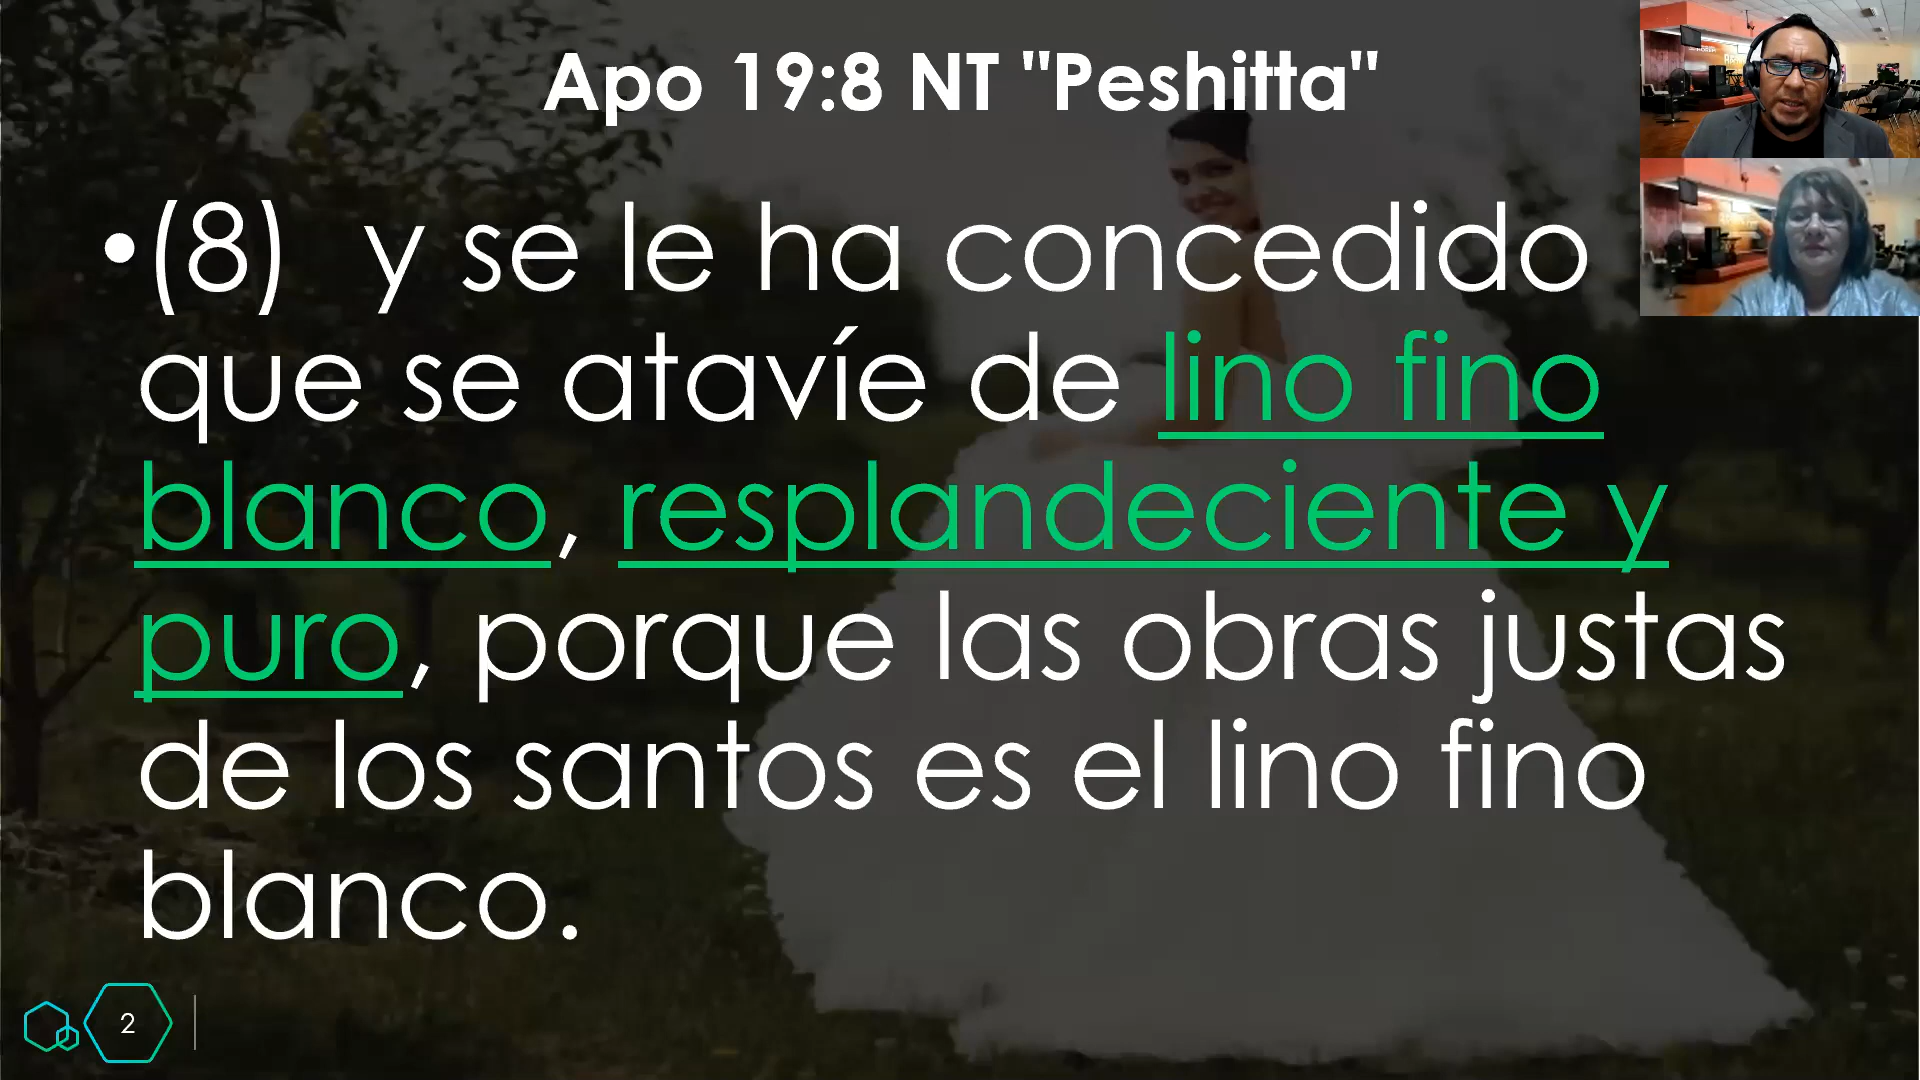 Apo 19:8 NT "Peshitta"
•(8) y se le ha concedido
que se atavíe de lino fino
blanco, resplandeciente y
puro, porque las obras justas
de los santos es el lino fino
blanco.
2